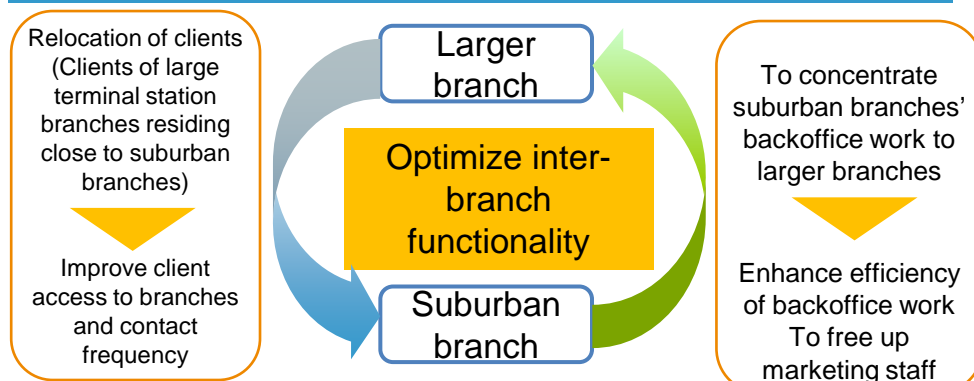 Relocation of clients
(Clients of large
terminal station
branches residing
close to suburban
branches)
Improve client
access to branches
and contact
frequency
Larger
branch
Optimize inter-
branch
functionality
Suburban
branch
To concentrate
suburban branches’
backoffice work to
larger branches
Enhance efficiency
of backoffice work
To free up
marketing staff